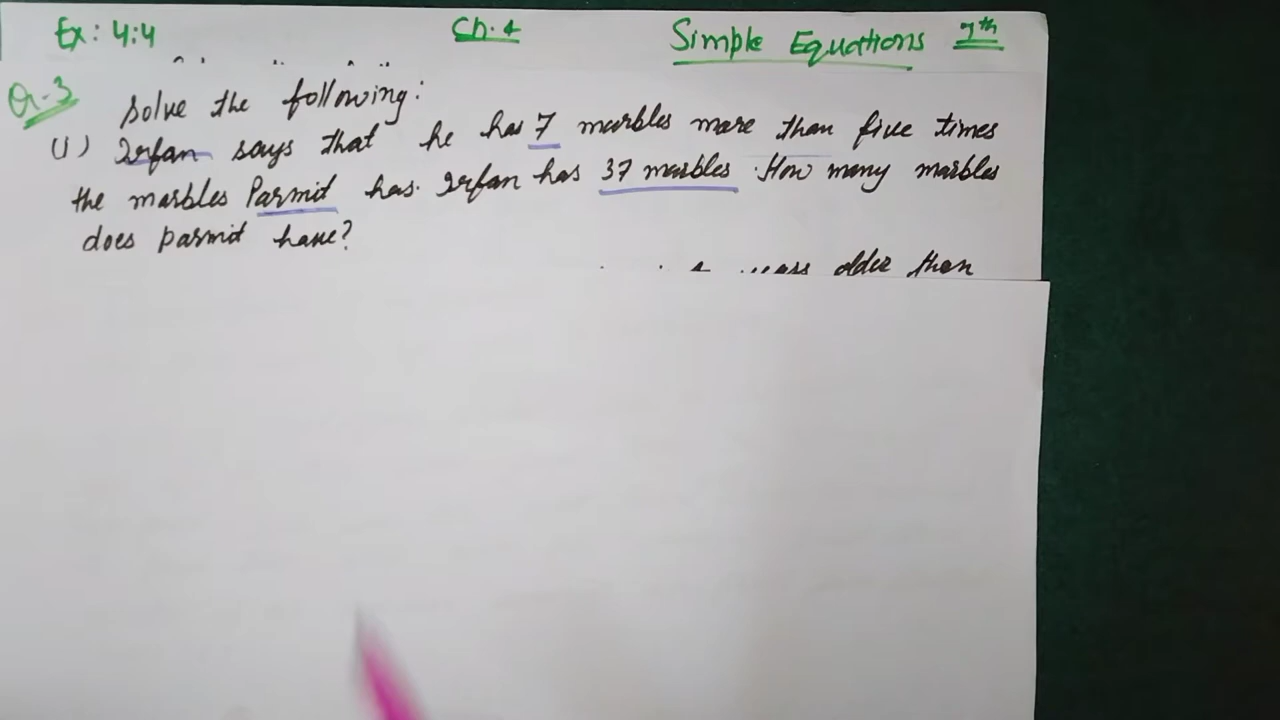 Ex: 4:4 Ch. 4 Simple Equations 7th
Q.3 Solve the following:
(1) Irfan says that he has 7 marbles more than five times
the marbles Parmit has. Irfan has 37 marbles. How many marbles
does parmit have?
older than